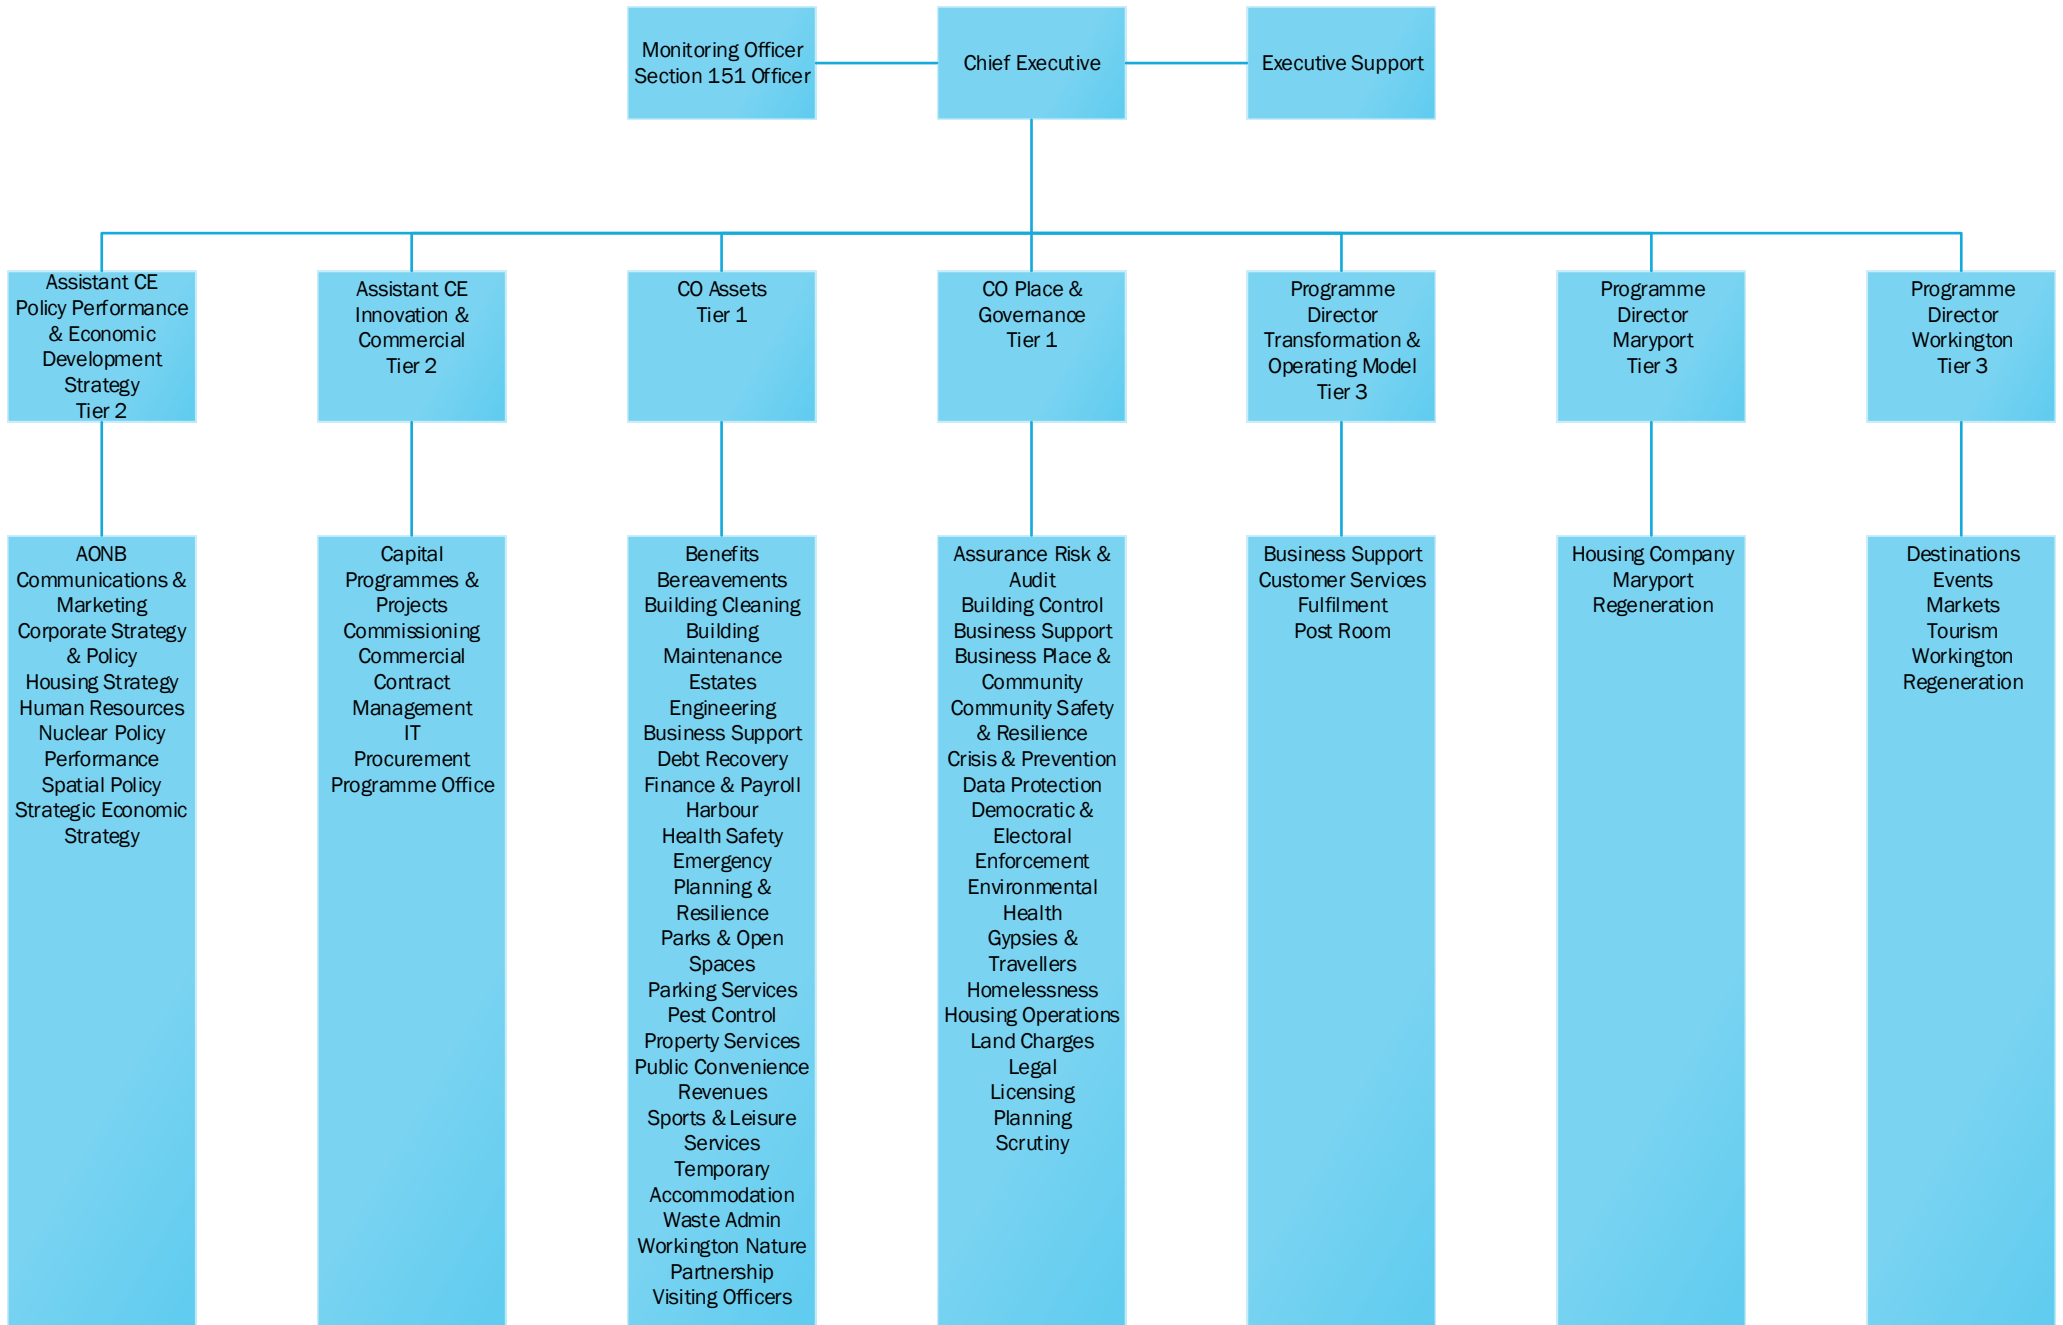 Monitoring Officer
Section 151 Officer
Chief Executive
Executive Support
Assistant CE
Policy Performance
& Economic
Development
Strategy
Tier 2
Assistant CE
Innovation &
Commercial
Tier 2
CO Assets
Tier 1
CO Place &
Governance
Tier 1
Programme
Director
Transformation &
Operating Model
Tier 3
Programme
Director
Maryport
Tier 3
Programme
Director
Workington
Tier 3
AONB
Communications &
Marketing
Corporate Strategy
& Policy
Housing Strategy
Human Resources
Nuclear Policy
Performance
Spatial Policy
Strategic Economic
Strategy
Capital
Programmes &
Projects
Commissioning
Commercial
Contract
Management
IT
Procurement
Programme Office
Benefits
Bereavements
Building Cleaning
Building
Maintenance
Estates
Engineering
Business Support
Debt Recovery
Finance & Payroll
Harbour
Health Safety
Emergency
Planning &
Resilience
Parks & Open
Spaces
Parking Services
Pest Control
Property Services
Public Convenience
Revenues
Sports & Leisure
Services
Temporary
Accommodation
Waste Admin
Workington Nature
Partnership
Visiting Officers
Assurance Risk &
Audit
Building Control
Business Support
Business Place &
Community
Community Safety
& Resilience
Crisis & Prevention
Data Protection
Democratic &
Electoral
Enforcement
Environmental
Health
Gypsies &
Travellers
Homelessness
Housing Operations
Land Charges
Legal
Licensing
Planning
Scrutiny
Business Support
Customer Services
Fulfilment
Post Room
Housing Company
Maryport
Regeneration
Destinations
Events
Markets
Tourism
Workington
Regeneration